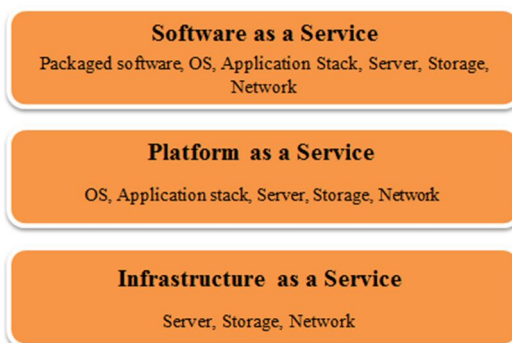 Software as a Service
Packaged software, OS, Application Stack, Server, Storage,
Network
Platform as a Service
OS, Application stack, Server, Storage, Network
Infrastructure as a Service
Server, Storage, Network